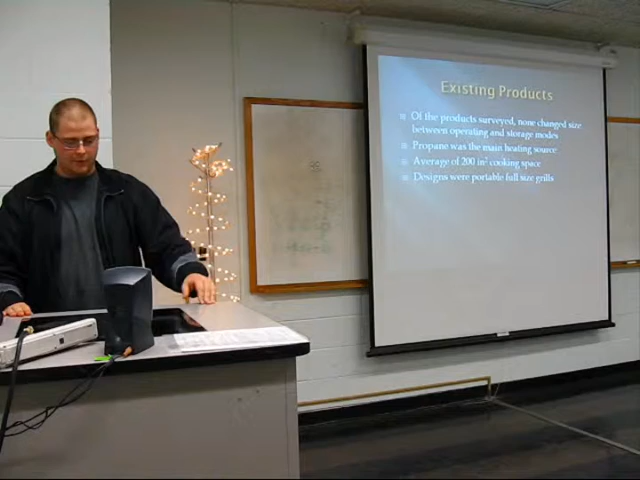 Existing Products
Of the products surveyed, none changed size
between operating and storage modes
Propane was the main heating source
Average of 200 in² cooking space
Designs were portable full size grills